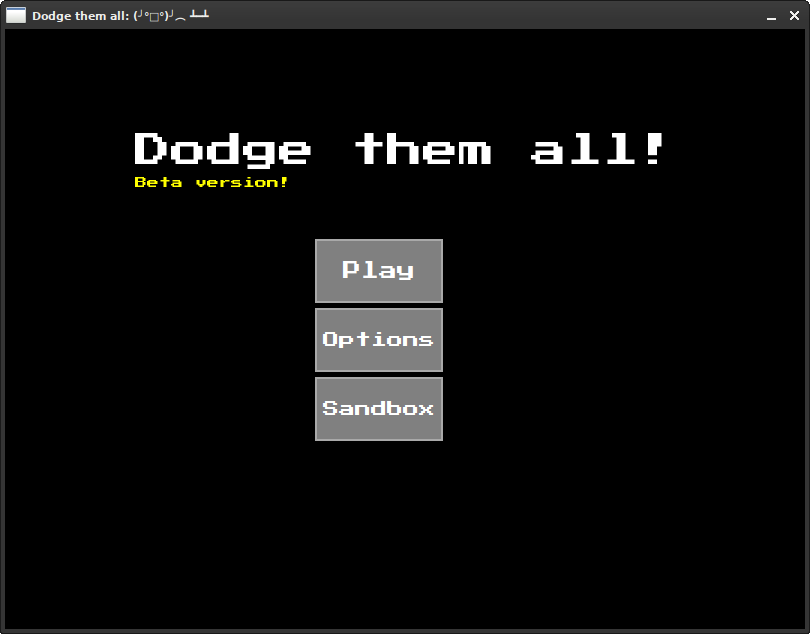 Dodge them all: (╯°□°)╯︵ ┻━┻
Dodge them all!
Beta version!
Play
Options
Sandbox